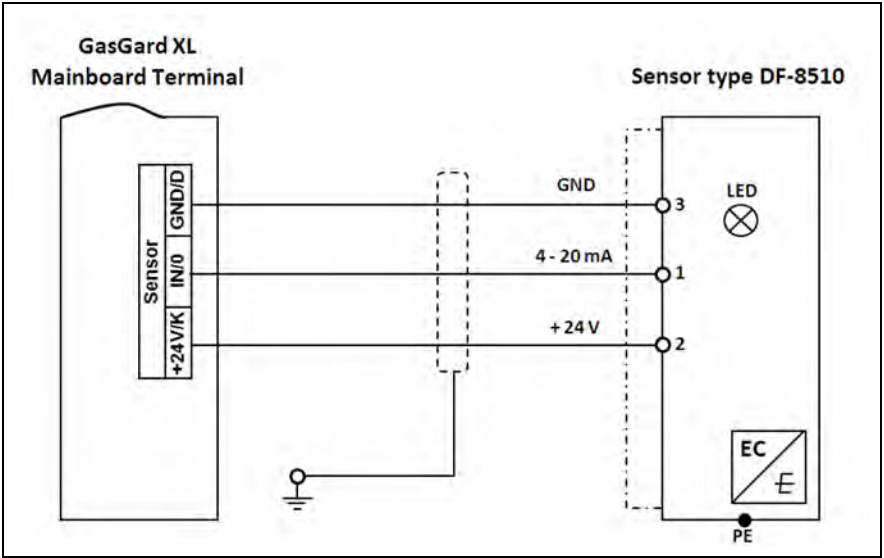 GasGard XL
Mainboard Terminal
Sensor type DF-8510
Sensor
GND/D
IN/0
+24V/K
GND
4 - 20 mA
+ 24 V
3
1
2
LED
EC
E
PE